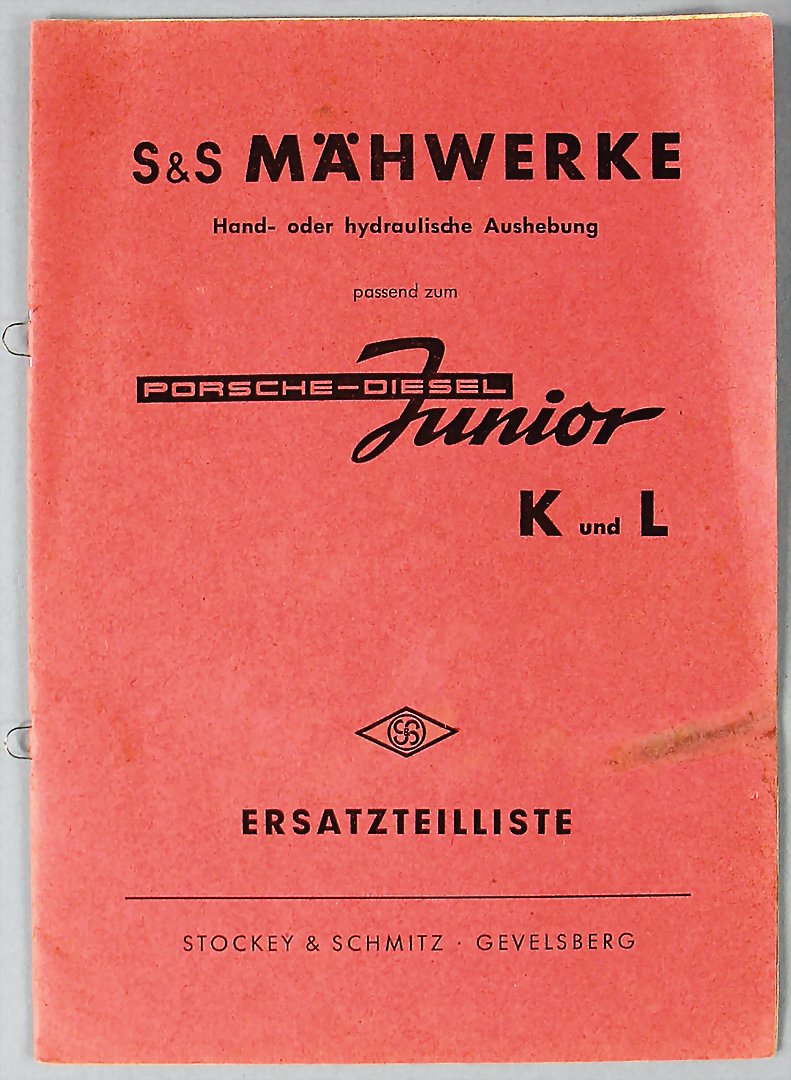 S&S MÄHWERKE
Hand- oder hydraulische Aushebung
passend zum
PORSCHE-DIESEL
Junior
K und L
S&S
ERSATZTEILLISTE
STOCKEY & SCHMITZ · GEVELSBERG